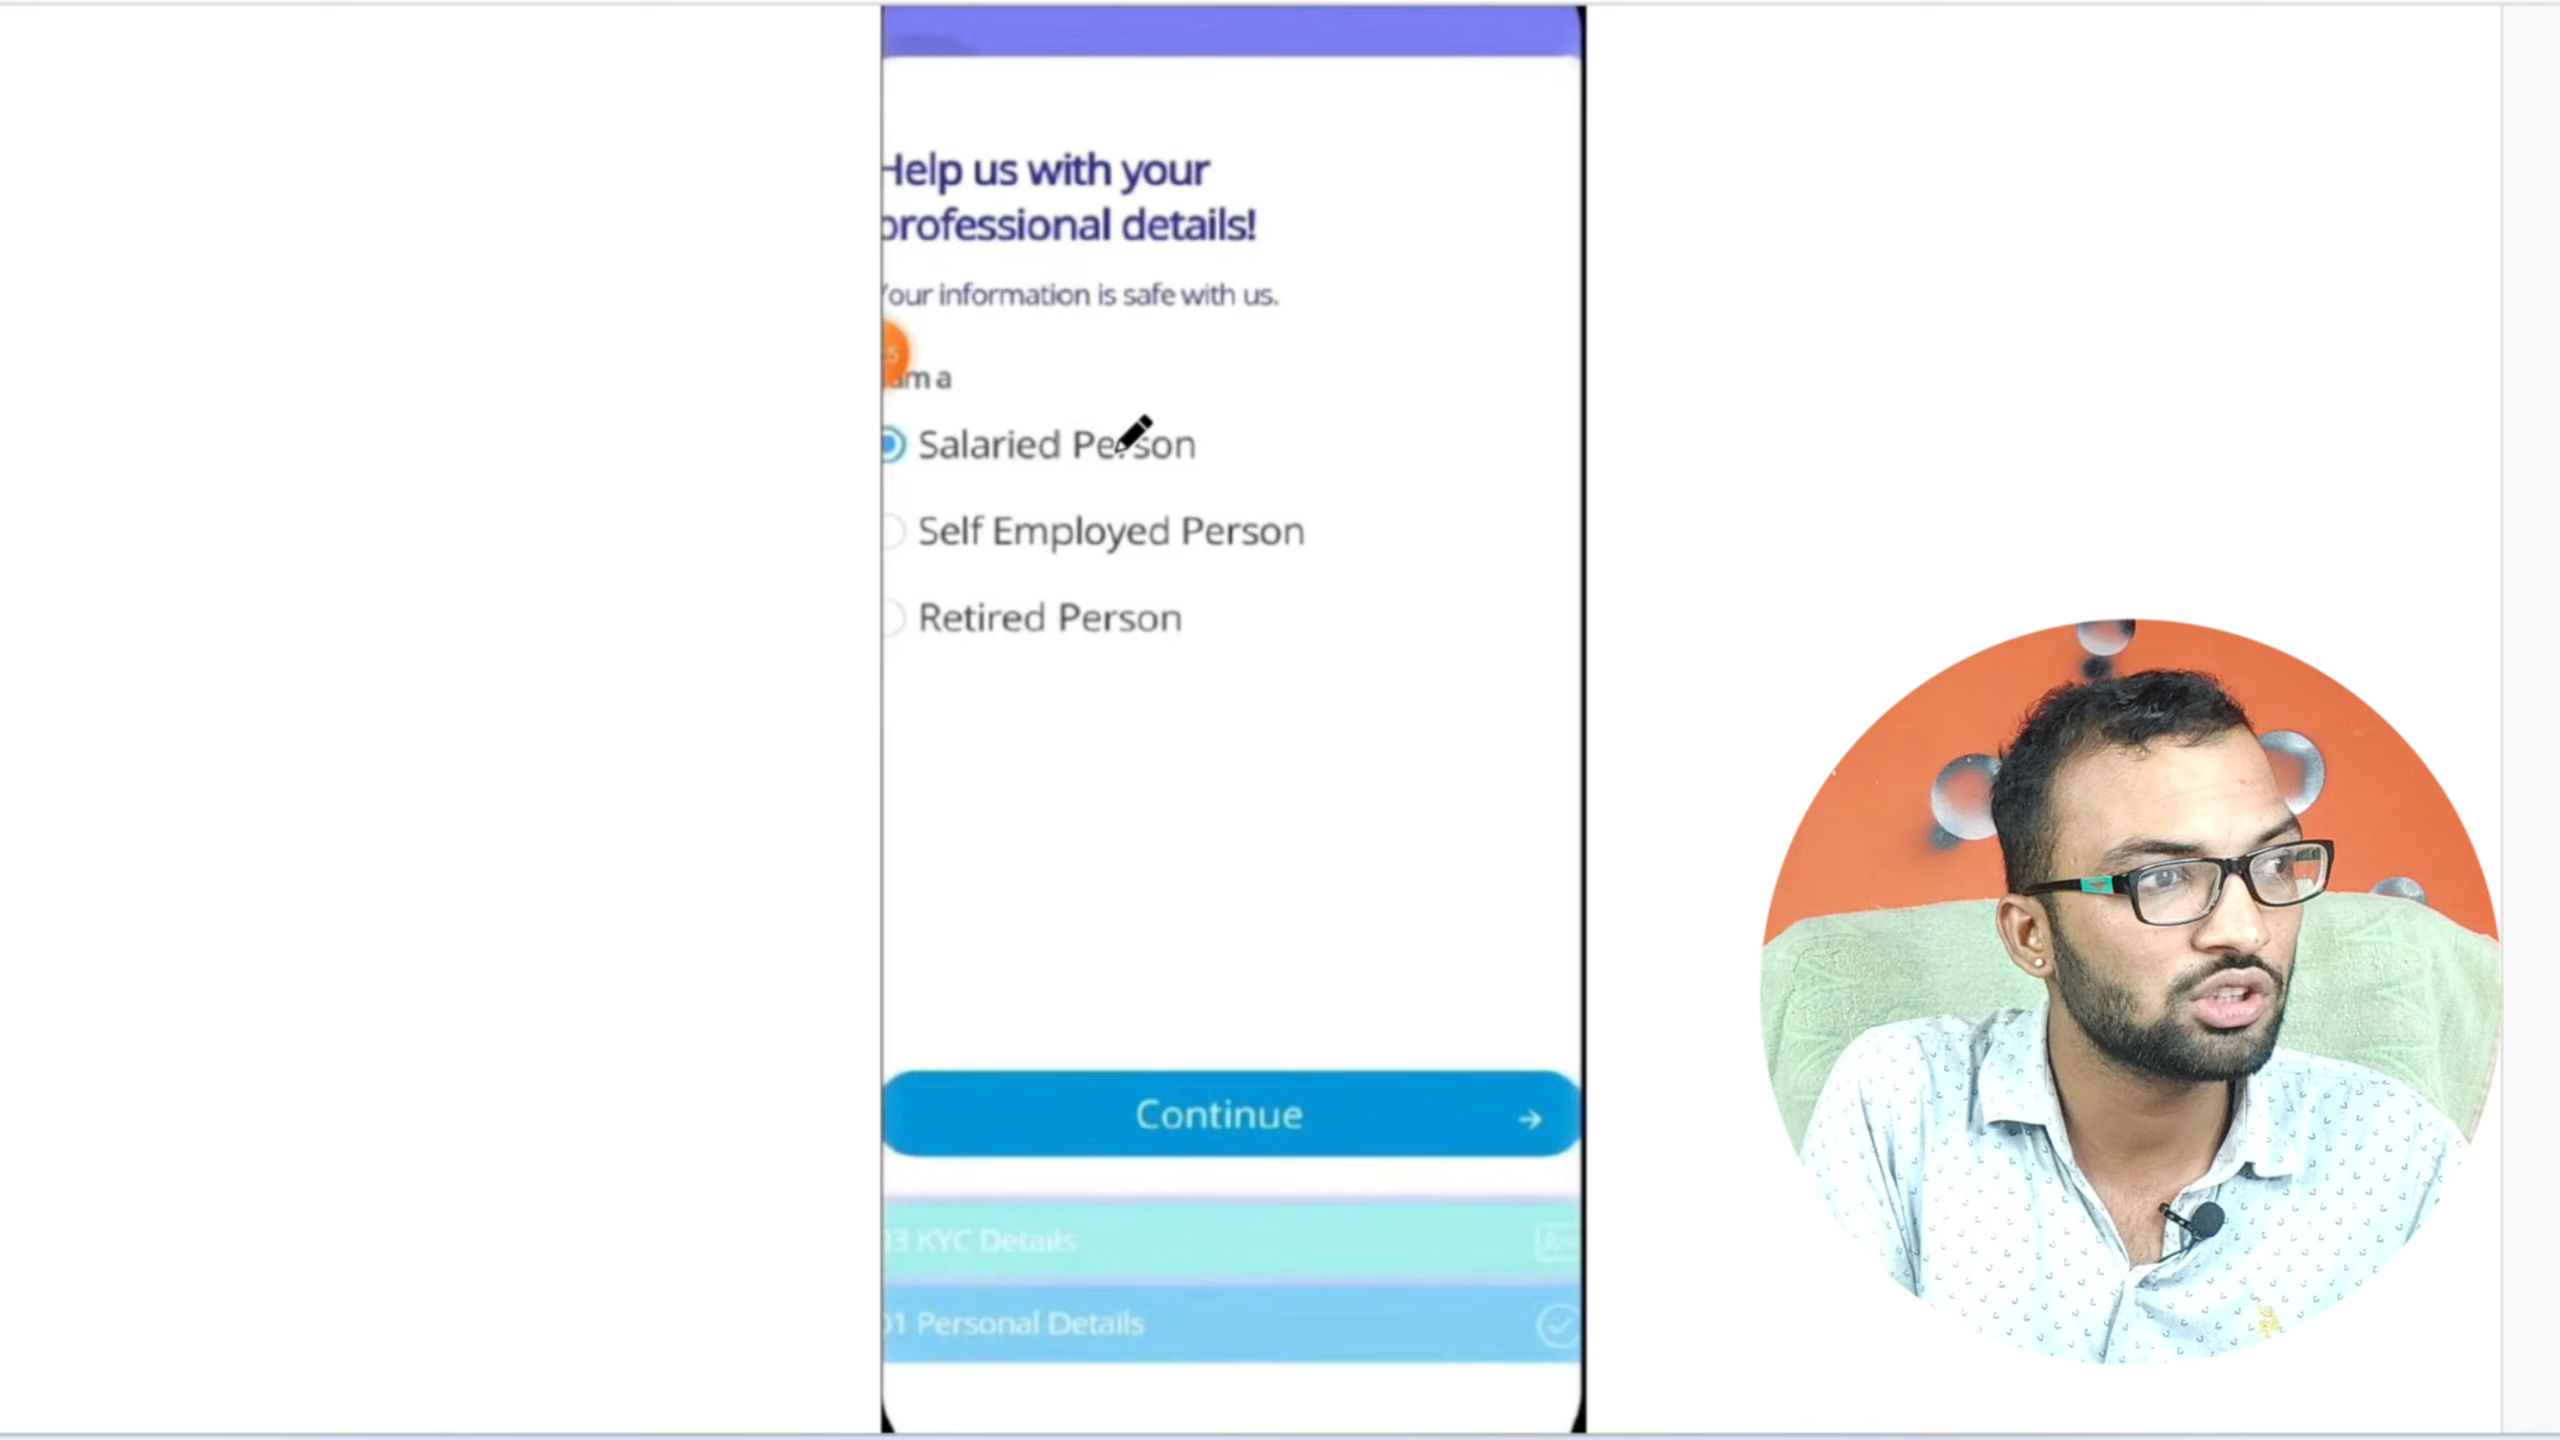 Help us with your
professional details!
Your information is safe with us.
am a
Salaried Person
Self Employed Person
Retired Person
Continue
03 KYC Details
01 Personal Details